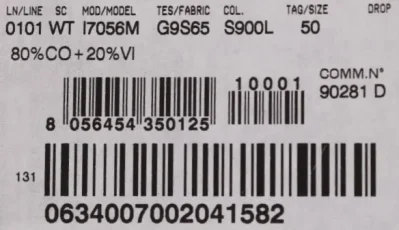 LN/LINE SC MOD/MODEL TES/FABRIC COL. TAG/SIZE DROP
0101 WT I7056M G9S65 S900L 50
80%CO+20%VI
COMM.N°
90281 D
10001
8 056454 350125
131
0634007002041582